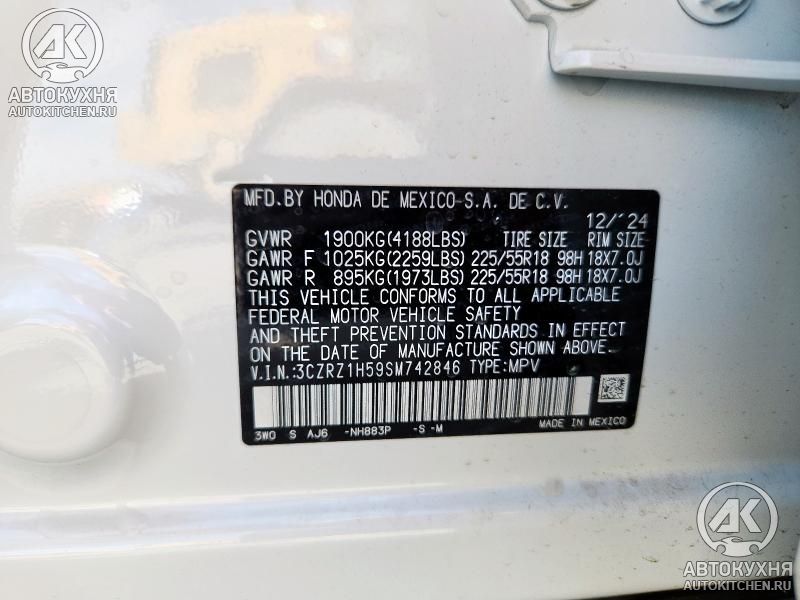 АК
АВТОКУХНЯ
AUTOKITCHEN.RU
MFD.BY HONDA DE MEXICO S.A. DE C.V.
12/'24
GVWR 1900KG(4188LBS) TIRE SIZE RIM SIZE
GAWR F 1025KG(2259LBS) 225/55R18 98H 18X7.0J
GAWR R 895KG(1973LBS) 225/55R18 98H 18X7.0J
THIS VEHICLE CONFORMS TO ALL APPLICABLE
FEDERAL MOTOR VEHICLE SAFETY
AND THEFT PREVENTION STANDARDS IN EFFECT
ON THE DATE OF MANUFACTURE SHOWN ABOVE.
V.I.N.:3CZRZ1H59SM742846 TYPE:MPV
3W0 S AJ6 -NH883P -S -M MADE IN MEXICO
АК
АВТОКУХНЯ
AUTOKITCHEN.RU